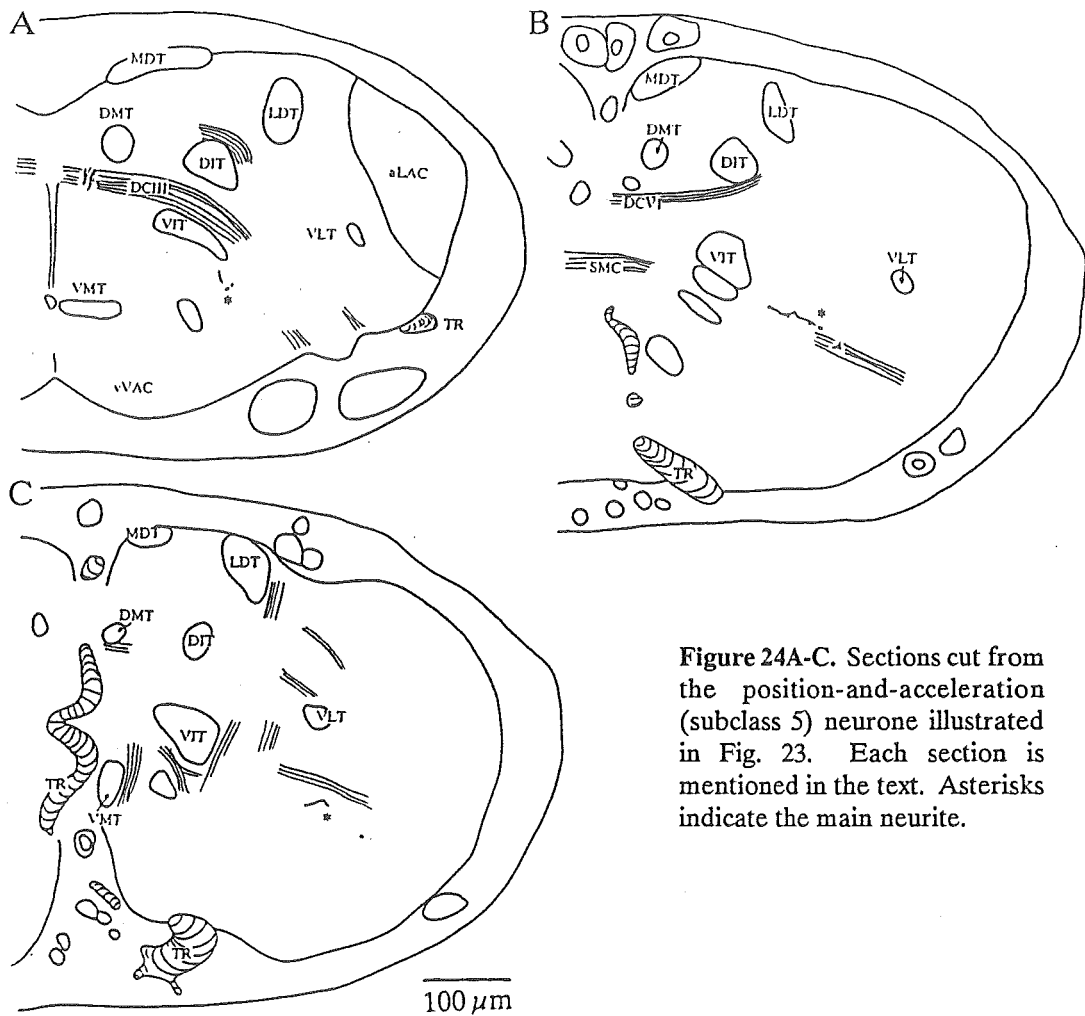 A
MDT
DMT
LDT
DIT
aLAC
DCIII
VIT
VLT
*
VMT
TR
vVAC
B
MDT
LDT
DMT
DIT
DCVI
VIT
SMC
VLT
*
TR
C
MDT
LDT
DMT
DIT
VLT
VIT
TR
*
VMT
TR
100 µm
Figure 24A-C. Sections cut from
the position-and-acceleration
(subclass 5) neurone illustrated
in Fig. 23. Each section is
mentioned in the text. Asterisks
indicate the main neurite.